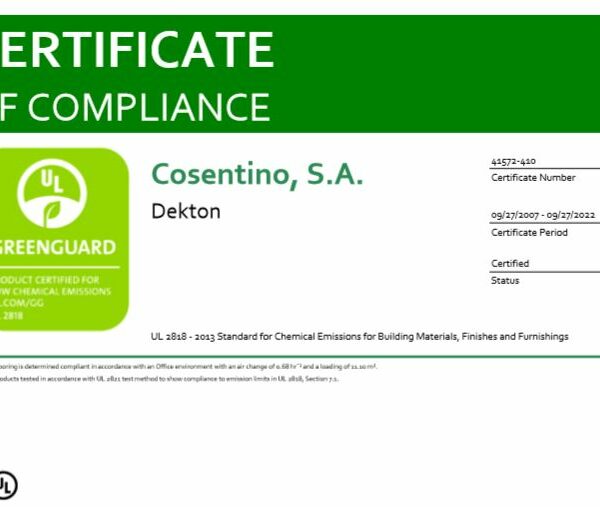 ERTIFICATE
F COMPLIANCE
UL
REENGUARD
ODUCT CERTIFIED FOR
W CHEMICAL EMISSIONS
.COM/GG
2818
Cosentino, S.A.
Dekton
41572-410
Certificate Number
09/27/2007 - 09/27/2022
Certificate Period
Certified
Status
UL 2818 - 2013 Standard for Chemical Emissions for Building Materials, Finishes and Furnishings
ooring is determined compliant in accordance with an Office environment with an air change of 0.68 hr⁻¹ and a loading of 11.10 m².
oducts tested in accordance with UL 2821 test method to show compliance to emission limits in UL 2818, Section 7.1.
UL